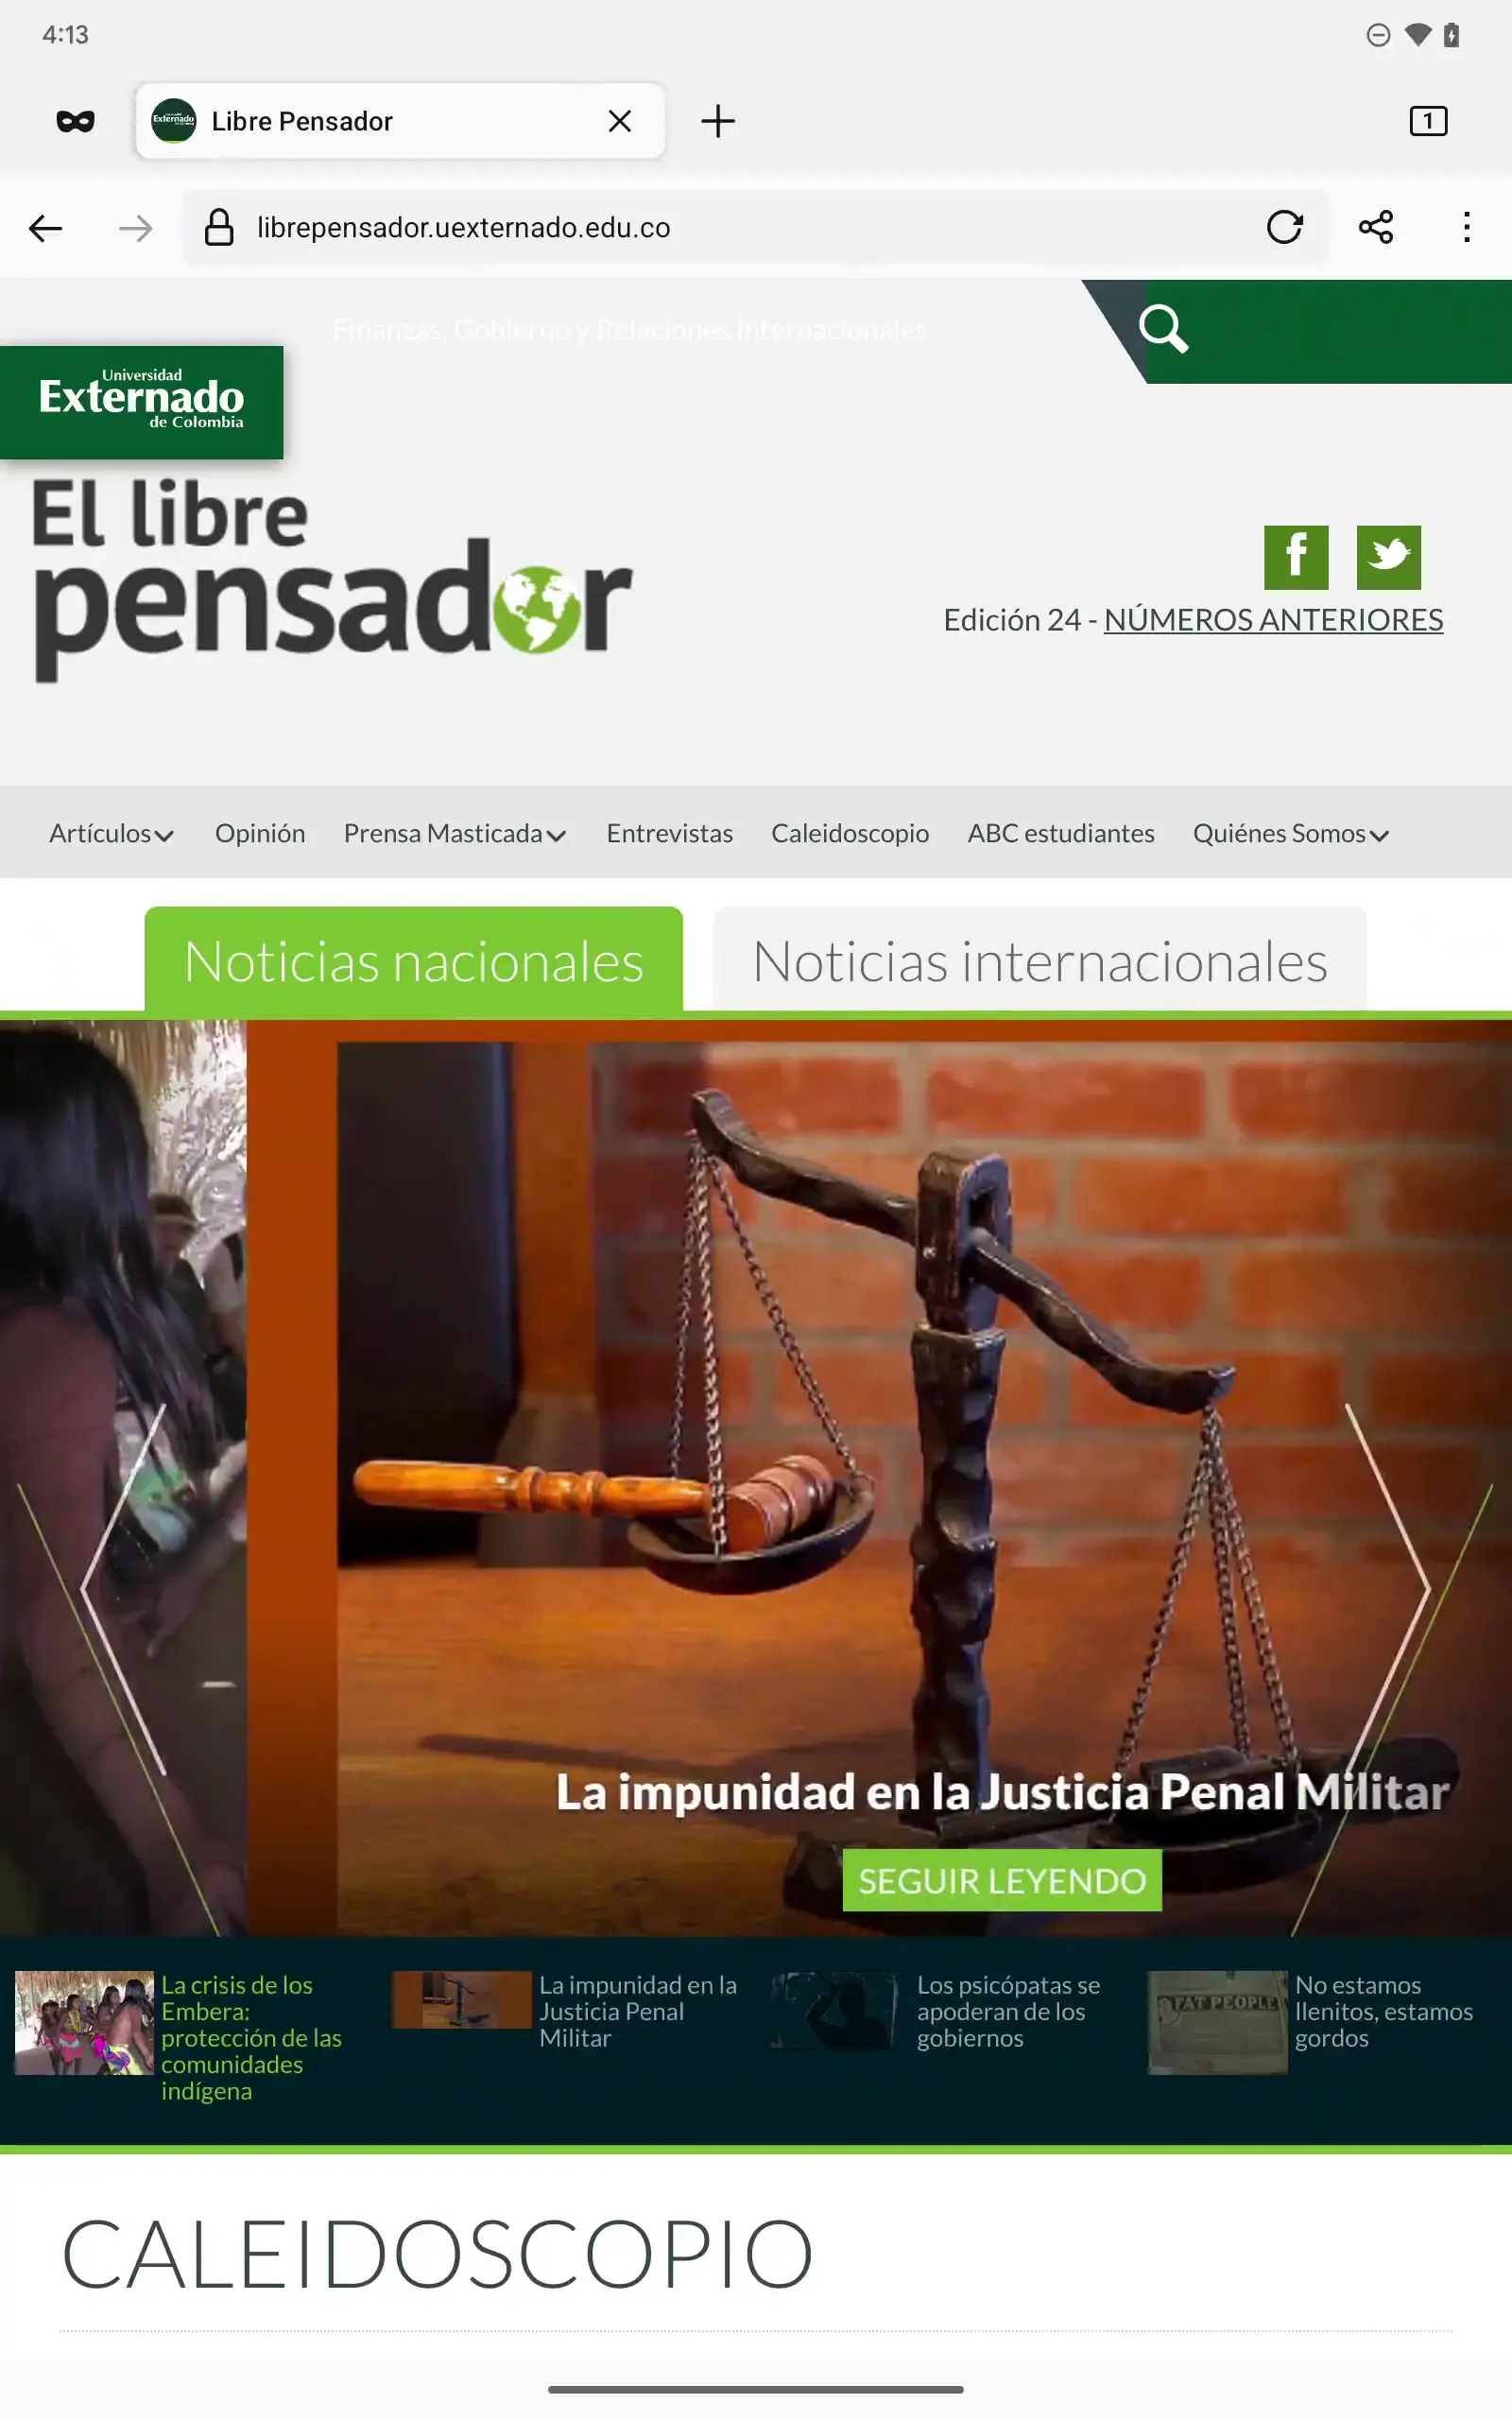 4:13
Externado
Libre Pensador
1
librepensador.uexternado.edu.co
Finanzas, Gobierno y Relaciones Internacionales
Universidad
Externado
de Colombia
El libre
pensador
Edición 24 - NÚMEROS ANTERIORES
Artículos Opinión Prensa Masticada Entrevistas Caleidoscopio ABC estudiantes Quiénes Somos
Noticias nacionales Noticias internacionales
La impunidad en la Justicia Penal Militar
SEGUIR LEYENDO
La crisis de los
Embera:
protección de las
comunidades
indígena
La impunidad en la
Justicia Penal
Militar
Los psicópatas se
apoderan de los
gobiernos
FAT PEOPLE
No estamos
llenitos, estamos
gordos
CALEIDOSCOPIO